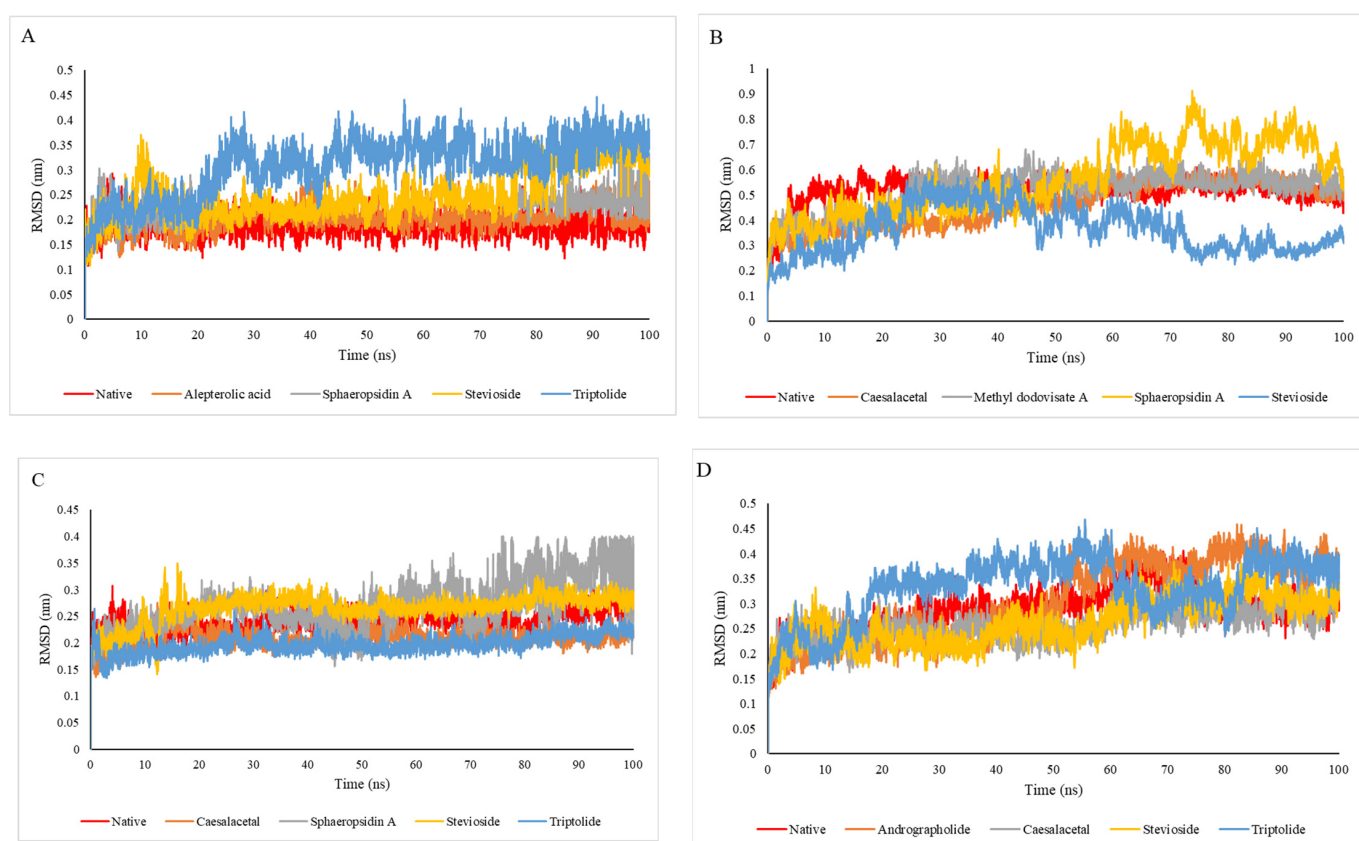 A
RMSD (nm)
0.5
0.45
0.4
0.35
0.3
0.25
0.2
0.15
0.1
0.05
0
0 10 20 30 40 50 60 70 80 90 100
Time (ns)
Native Alepterolic acid Sphaeropsidin A Stevioside Triptolide
B
RMSD (nm)
1
0.9
0.8
0.7
0.6
0.5
0.4
0.3
0.2
0.1
0
0 10 20 30 40 50 60 70 80 90 100
Time (ns)
Native Caesalacetal Methyl dodovisate A Sphaeropsidin A Stevioside
C
RMSD (nm)
0.45
0.4
0.35
0.3
0.25
0.2
0.15
0.1
0.05
0
0 10 20 30 40 50 60 70 80 90 100
Time (ns)
Native Caesalacetal Sphaeropsidin A Stevioside Triptolide
D
RMSD (nm)
0.5
0.45
0.4
0.35
0.3
0.25
0.2
0.15
0.1
0.05
0
0 10 20 30 40 50 60 70 80 90 100
Time (ns)
Native Andrographolide Caesalacetal Stevioside Triptolide